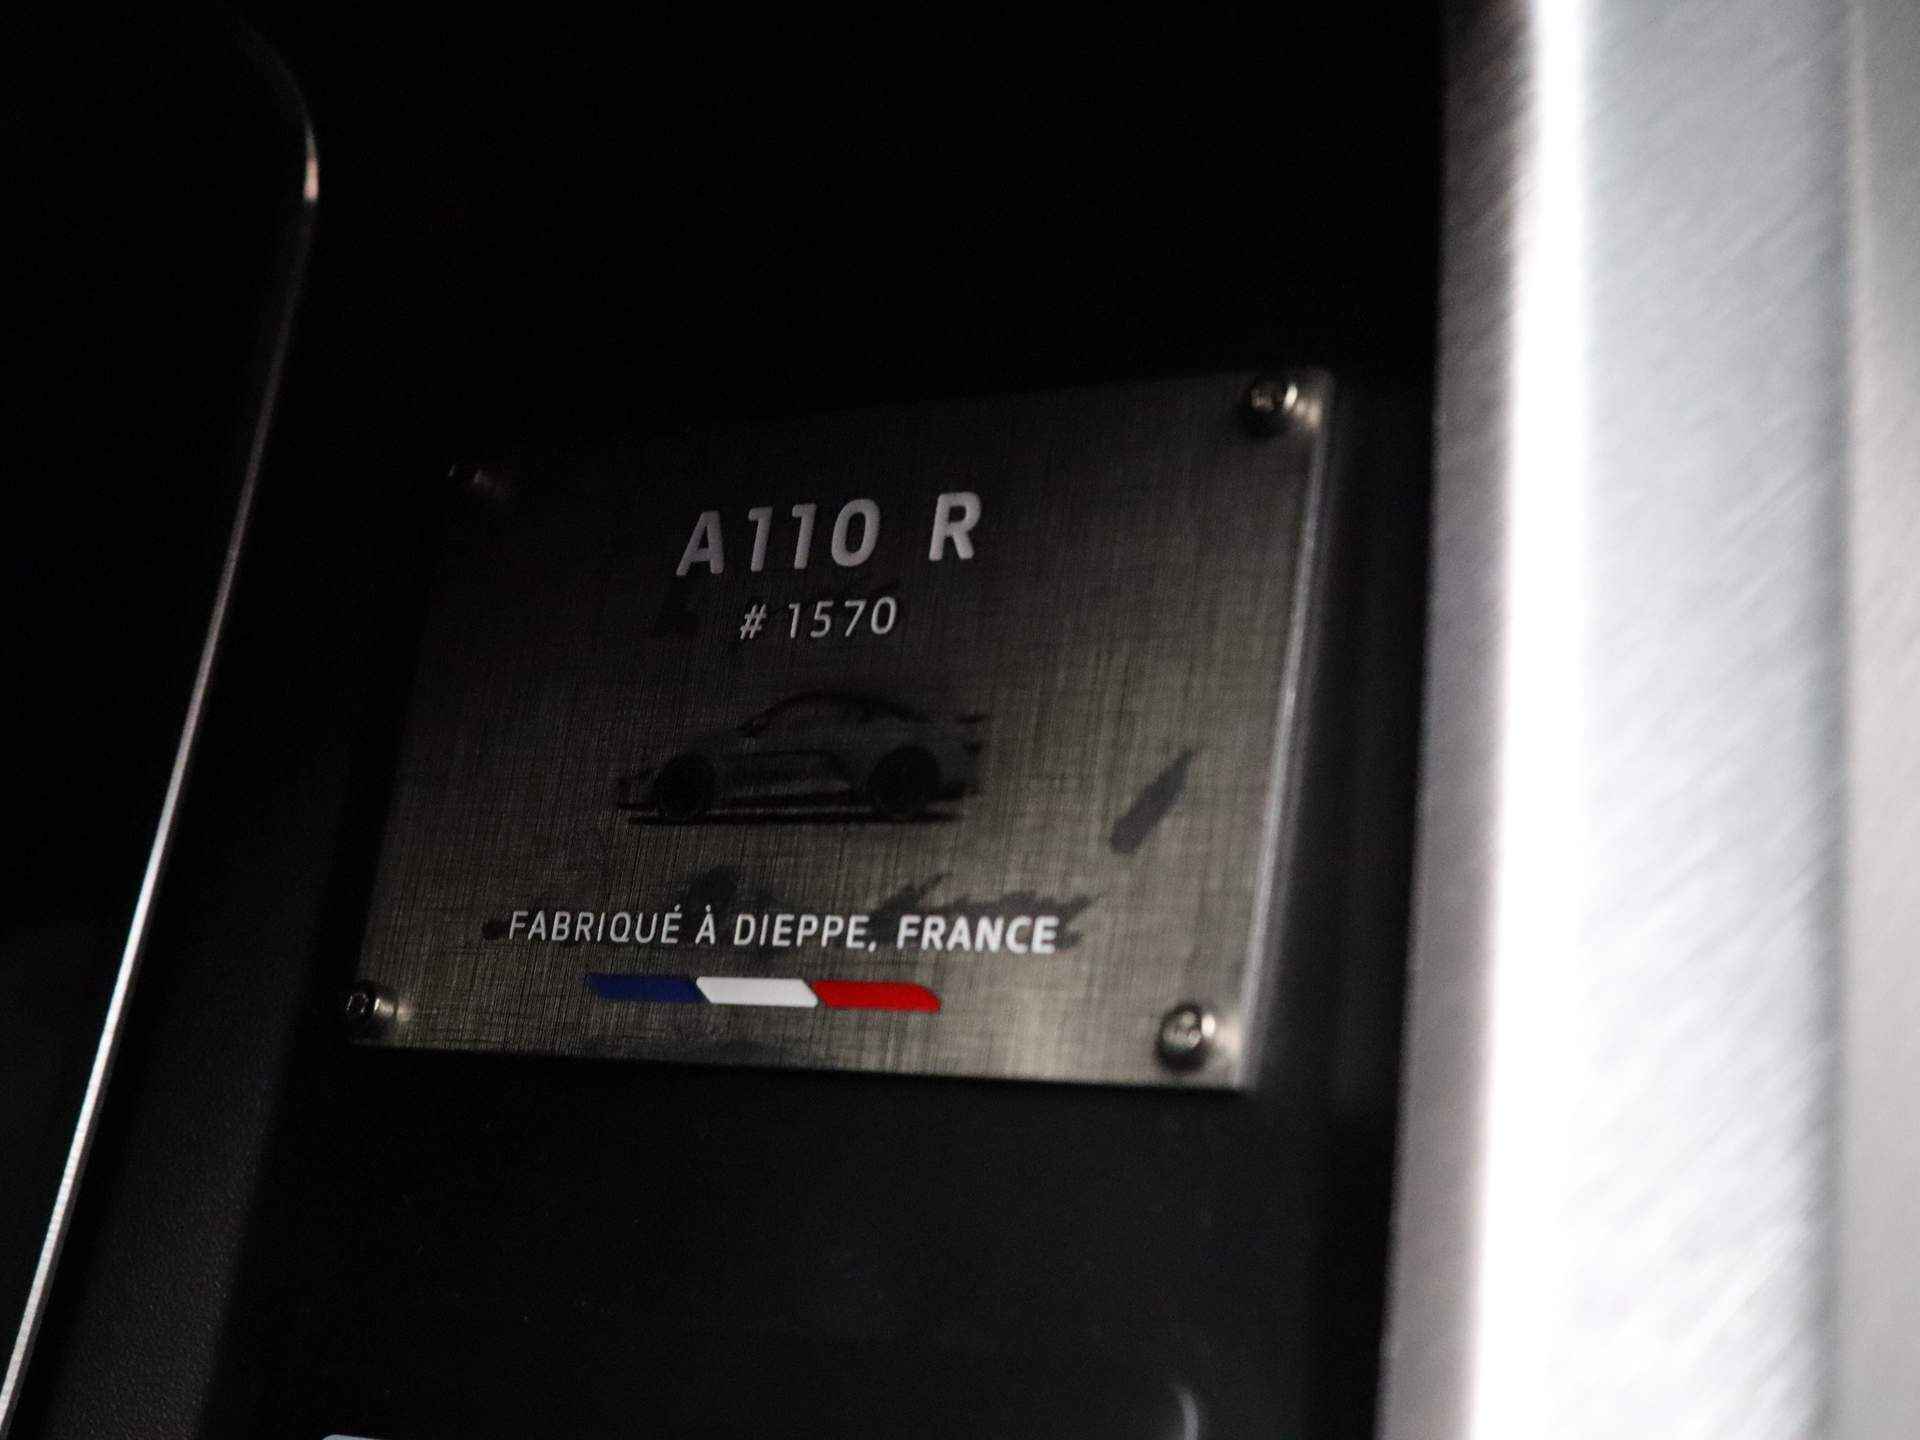 A110 R
# 1570
FABRIQUÉ À DIEPPE, FRANCE